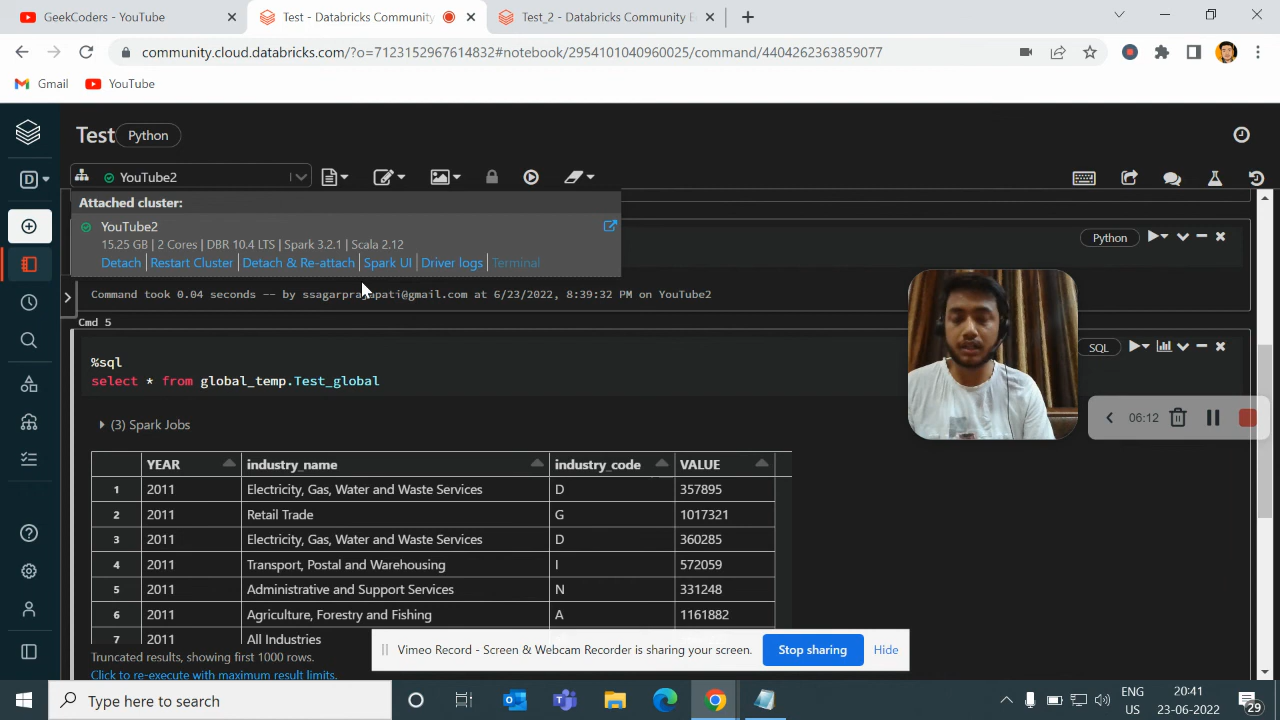 GeekCoders - YouTube
Test - Databricks Community
Test_2 - Databricks Community E
community.cloud.databricks.com/?o=7123152967614832#notebook/2954101040960025/command/4404262363859077
Gmail
YouTube
Test
Python
D
YouTube2
Attached cluster:
YouTube2
15.25 GB | 2 Cores | DBR 10.4 LTS | Spark 3.2.1 | Scala 2.12
Detach | Restart Cluster | Detach & Re-attach | Spark UI | Driver logs | Terminal
Python
Command took 0.04 seconds -- by ssagarprajapati@gmail.com at 6/23/2022, 8:39:32 PM on YouTube2
Cmd 5
SQL
%sql
select * from global_temp.Test_global
(3) Spark Jobs
06:12
YEAR industry_name industry_code VALUE
1 2011 Electricity, Gas, Water and Waste Services D 357895
2 2011 Retail Trade G 1017321
3 2011 Electricity, Gas, Water and Waste Services D 360285
4 2011 Transport, Postal and Warehousing I 572059
5 2011 Administrative and Support Services N 331248
6 2011 Agriculture, Forestry and Fishing A 1161882
7 2011 All Industries
Truncated results, showing first 1000 rows.
Click to re-execute with maximum result limits.
Vimeo Record - Screen & Webcam Recorder is sharing your screen.
Stop sharing
Hide
Type here to search
ENG
US
20:41
23-06-2022
29